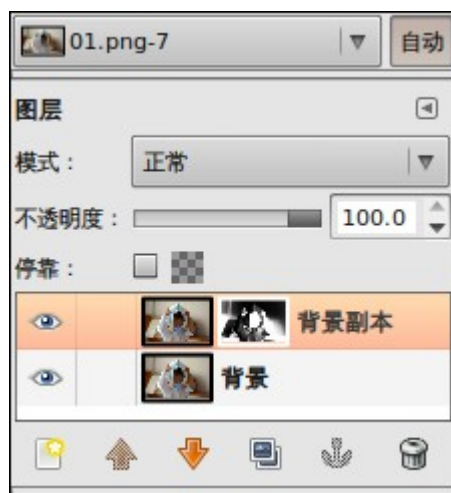 01.png-7
自动
图层
模式：
正常
不透明度：
100.0
停靠：
背景副本
背景